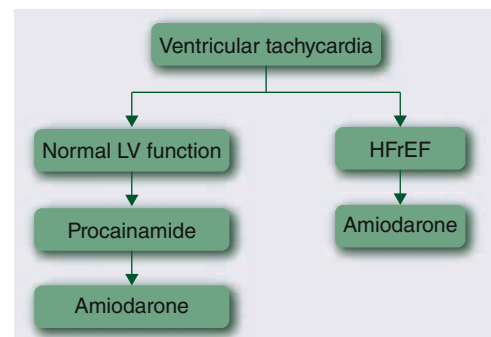 Ventricular tachycardia
Normal LV function
HFrEF
Procainamide
Amiodarone
Amiodarone